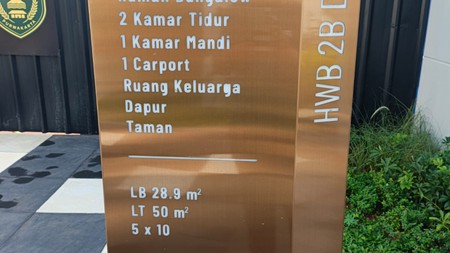 2 Kamar Tidur
1 Kamar Mandi
1 Carport
Ruang Keluarga
Dapur
Taman
LB 28.9 m²
LT 50 m²
5 x 10
HWB 2B
PURWAKARTA